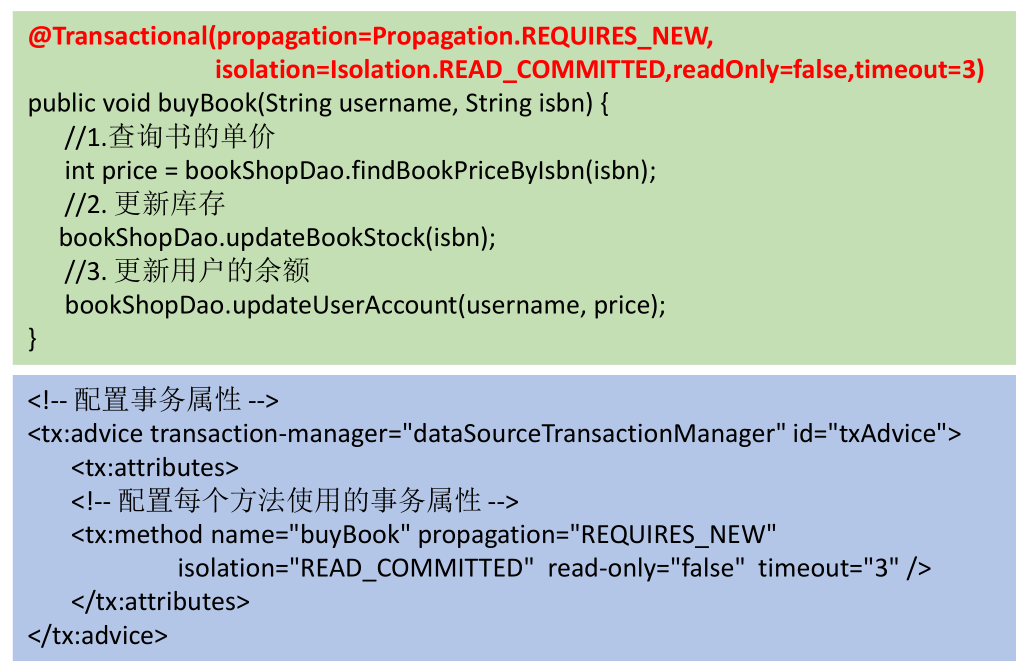 @Transactional(propagation=Propagation.REQUIRES_NEW,
isolation=Isolation.READ_COMMITTED,readOnly=false,timeout=3)
public void buyBook(String username, String isbn) {
//1.查询书的单价
int price = bookShopDao.findBookPriceByIsbn(isbn);
//2. 更新库存
bookShopDao.updateBookStock(isbn);
//3. 更新用户的余额
bookShopDao.updateUserAccount(username, price);
}
<!-- 配置事务属性 -->
<tx:advice transaction-manager="dataSourceTransactionManager" id="txAdvice">
<tx:attributes>
<!-- 配置每个方法使用的事务属性 -->
<tx:method name="buyBook" propagation="REQUIRES_NEW"
isolation="READ_COMMITTED"  read-only="false"  timeout="3" />
</tx:attributes>
</tx:advice>